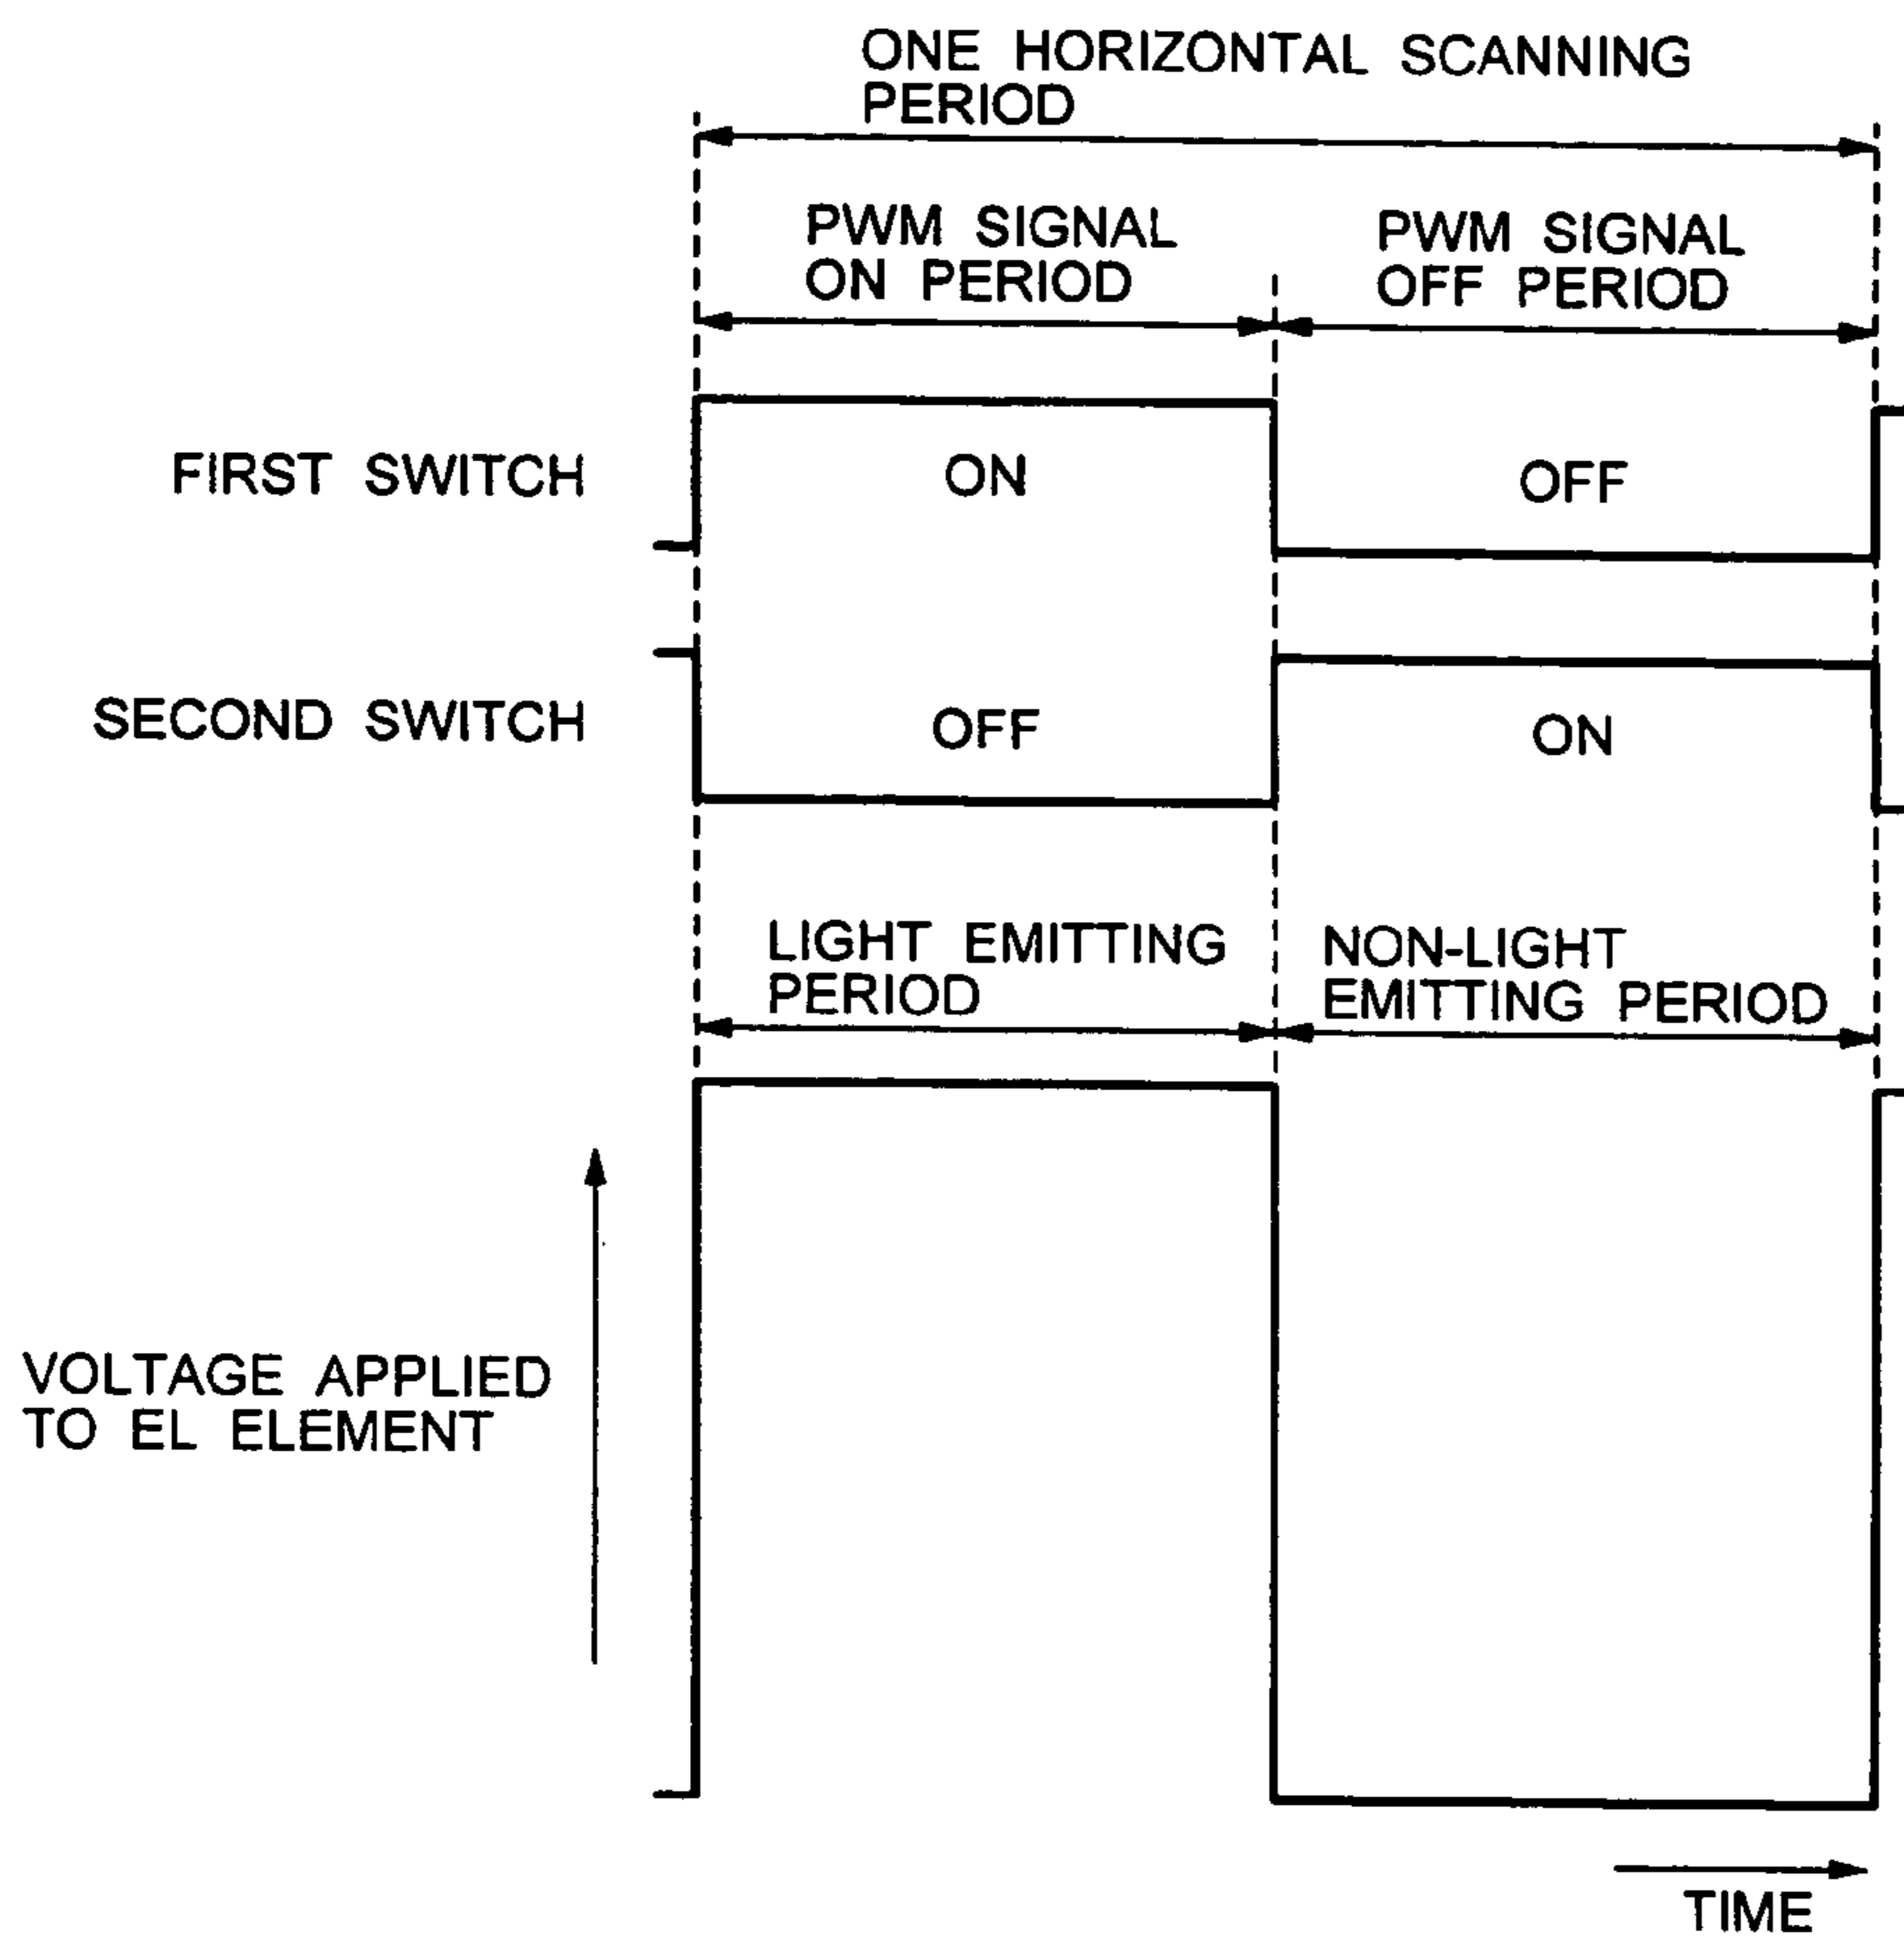 ONE HORIZONTAL SCANNING
PERIOD
PWM SIGNAL
ON PERIOD
PWM SIGNAL
OFF PERIOD
FIRST SWITCH
ON
OFF
SECOND SWITCH
OFF
ON
LIGHT EMITTING
PERIOD
NON-LIGHT
EMITTING PERIOD
VOLTAGE APPLIED
TO EL ELEMENT
TIME